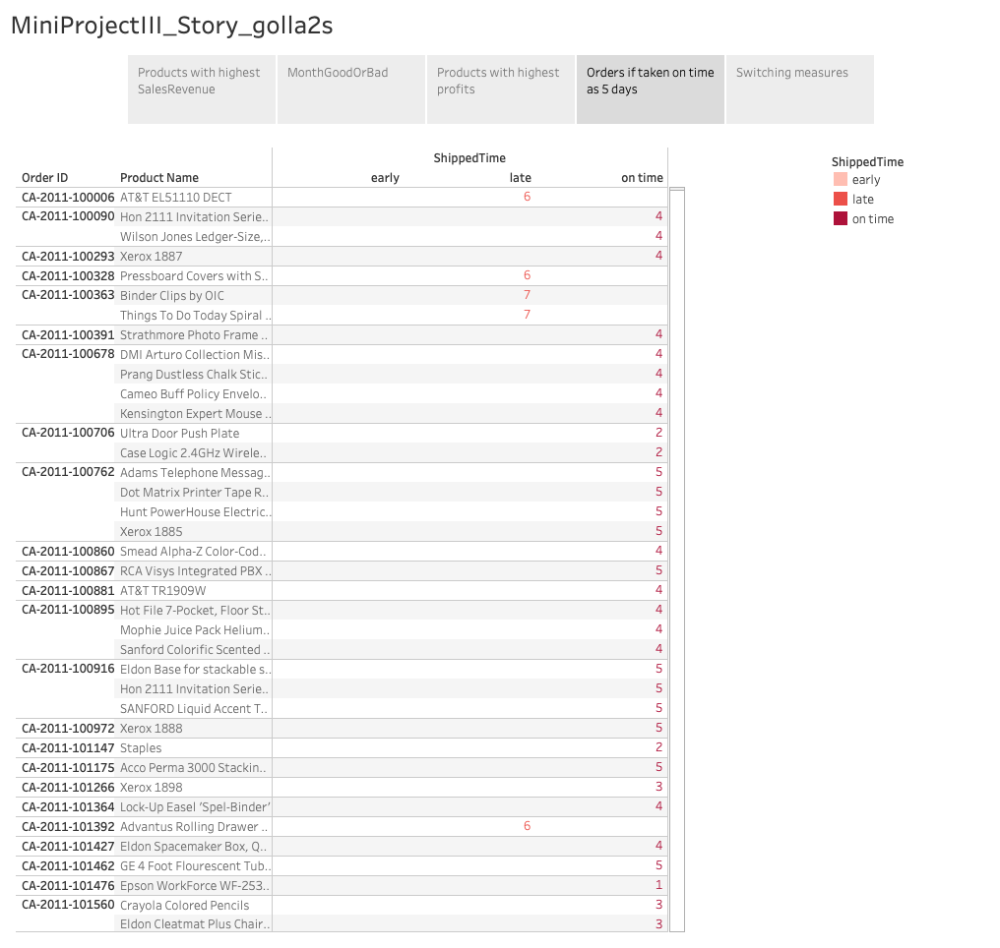 MiniProjectIII_Story_golla2s
Products with highest
SalesRevenue
MonthGoodOrBad
Products with highest
profits
Orders if taken on time
as 5 days
Switching measures
ShippedTime
Order ID Product Name early late on time
CA-2011-100006 AT&T EL51110 DECT 6
CA-2011-100090 Hon 2111 Invitation Serie.. 4
Wilson Jones Ledger-Size,.. 4
CA-2011-100293 Xerox 1887 4
CA-2011-100328 Pressboard Covers with S.. 6
CA-2011-100363 Binder Clips by OIC 7
Things To Do Today Spiral .. 7
CA-2011-100391 Strathmore Photo Frame .. 4
CA-2011-100678 DMI Arturo Collection Mis.. 4
Prang Dustless Chalk Stic.. 4
Cameo Buff Policy Envelo.. 4
Kensington Expert Mouse .. 4
CA-2011-100706 Ultra Door Push Plate 2
Case Logic 2.4GHz Wirele.. 2
CA-2011-100762 Adams Telephone Messag.. 5
Dot Matrix Printer Tape R.. 5
Hunt PowerHouse Electric.. 5
Xerox 1885 5
CA-2011-100860 Smead Alpha-Z Color-Cod.. 4
CA-2011-100867 RCA Visys Integrated PBX .. 5
CA-2011-100881 AT&T TR1909W 4
CA-2011-100895 Hot File 7-Pocket, Floor St.. 4
Mophie Juice Pack Helium.. 4
Sanford Colorific Scented .. 4
CA-2011-100916 Eldon Base for stackable s.. 5
Hon 2111 Invitation Serie.. 5
SANFORD Liquid Accent T.. 5
CA-2011-100972 Xerox 1888 5
CA-2011-101147 Staples 2
CA-2011-101175 Acco Perma 3000 Stackin.. 5
CA-2011-101266 Xerox 1898 3
CA-2011-101364 Lock-Up Easel 'Spel-Binder' 4
CA-2011-101392 Advantus Rolling Drawer .. 6
CA-2011-101427 Eldon Spacemaker Box, Q.. 4
CA-2011-101462 GE 4 Foot Flourescent Tub.. 5
CA-2011-101476 Epson WorkForce WF-253.. 1
CA-2011-101560 Crayola Colored Pencils 3
Eldon Cleatmat Plus Chair.. 3
ShippedTime
early
late
on time